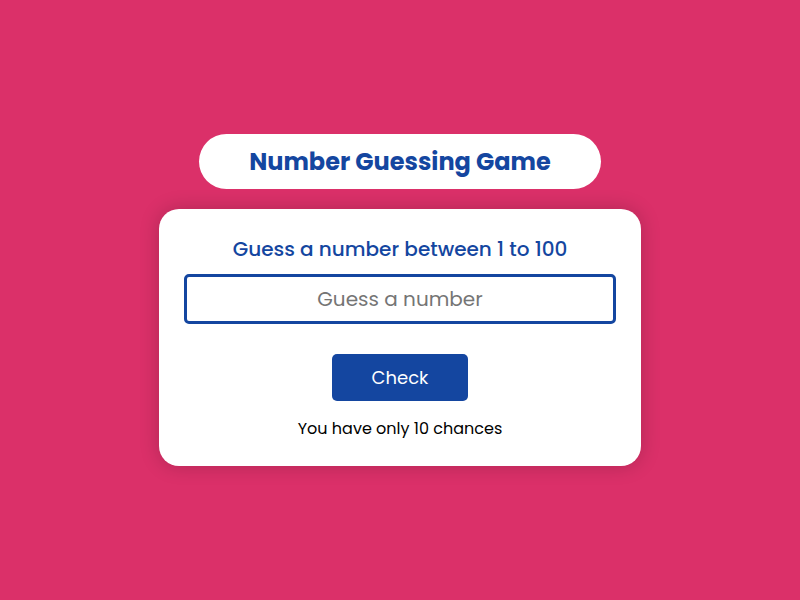 Number Guessing Game
Guess a number between 1 to 100
Guess a number
Check
You have only 10 chances